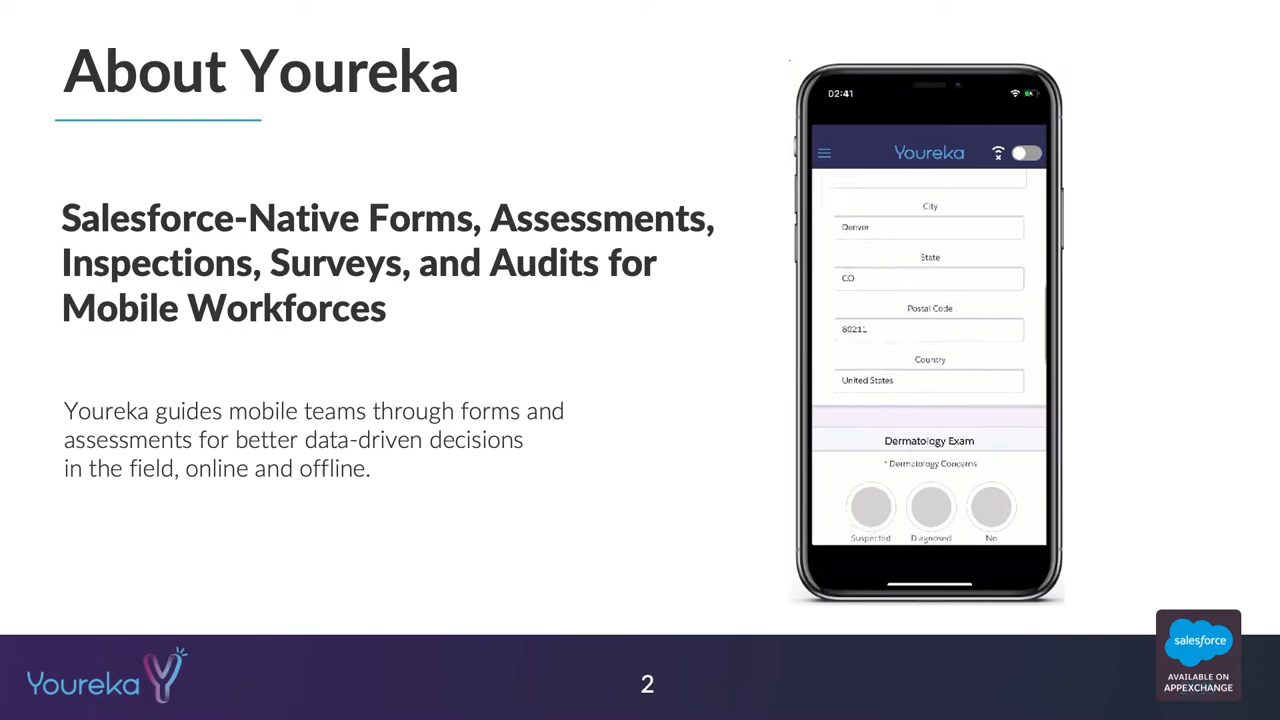 About Youreka
Salesforce-Native Forms, Assessments,
Inspections, Surveys, and Audits for
Mobile Workforces
Youreka guides mobile teams through forms and
assessments for better data-driven decisions
in the field, online and offline.
02:41
Youreka
City
Denver
State
CO
Postal Code
80211
Country
United States
Dermatology Exam
* Dermatology Concerns
Suspected Diagnosed No
Youreka
2
salesforce
AVAILABLE ON
APPEXCHANGE